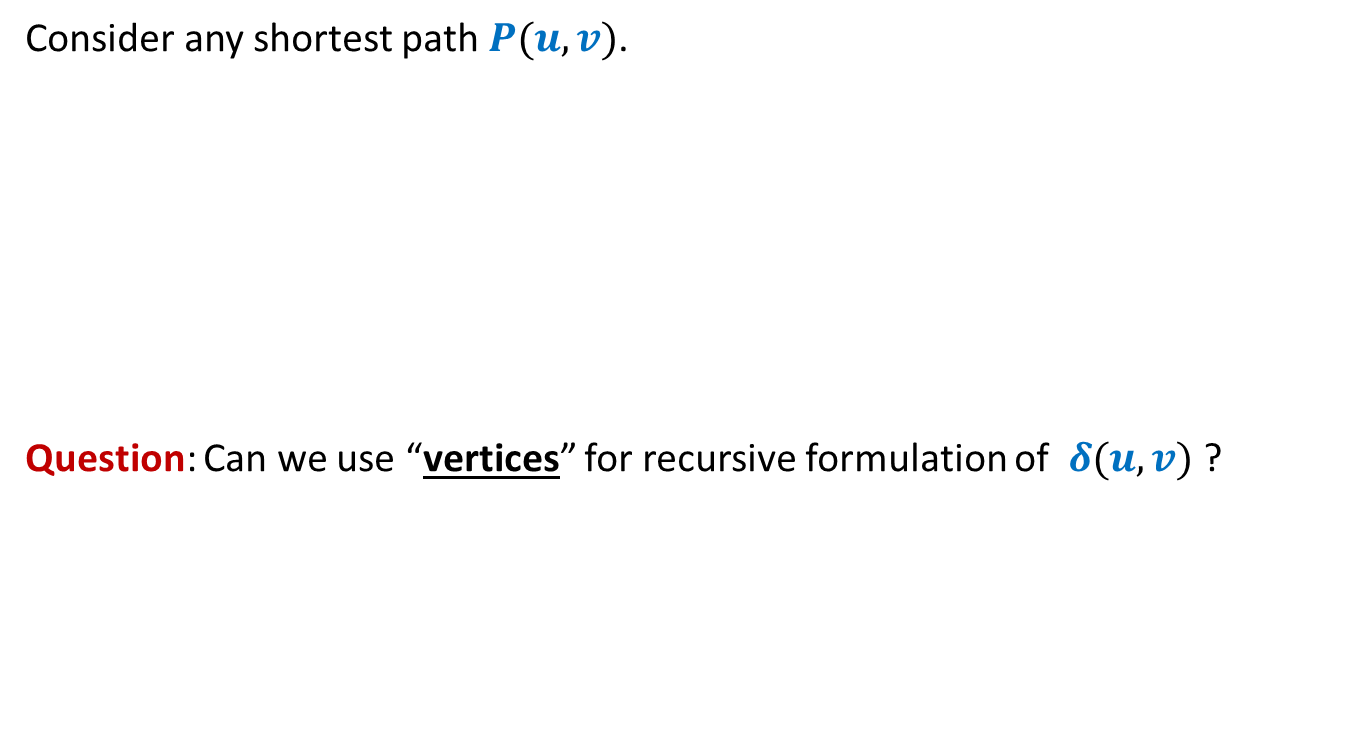 Consider any shortest path P(u, v).
Question: Can we use “vertices” for recursive formulation of δ(u, v) ?